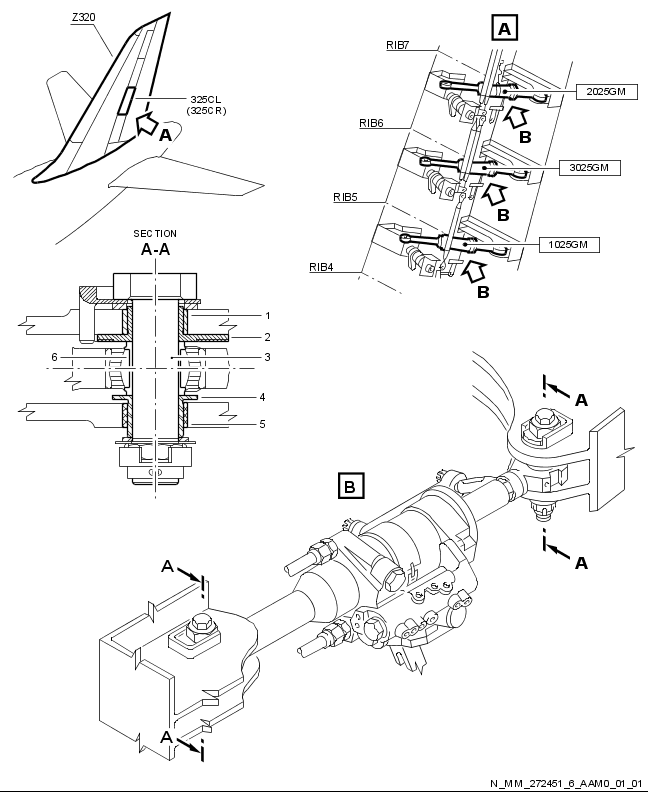 Z320
325CL
(325CR)
A
A
RIB7
2025GM
B
RIB6
3025GM
B
RIB5
1025GM
B
RIB4
SECTION
A-A
1
2
6
3
4
5
B
A
A
A
A
N_MM_272451_6_AAM0_01_01